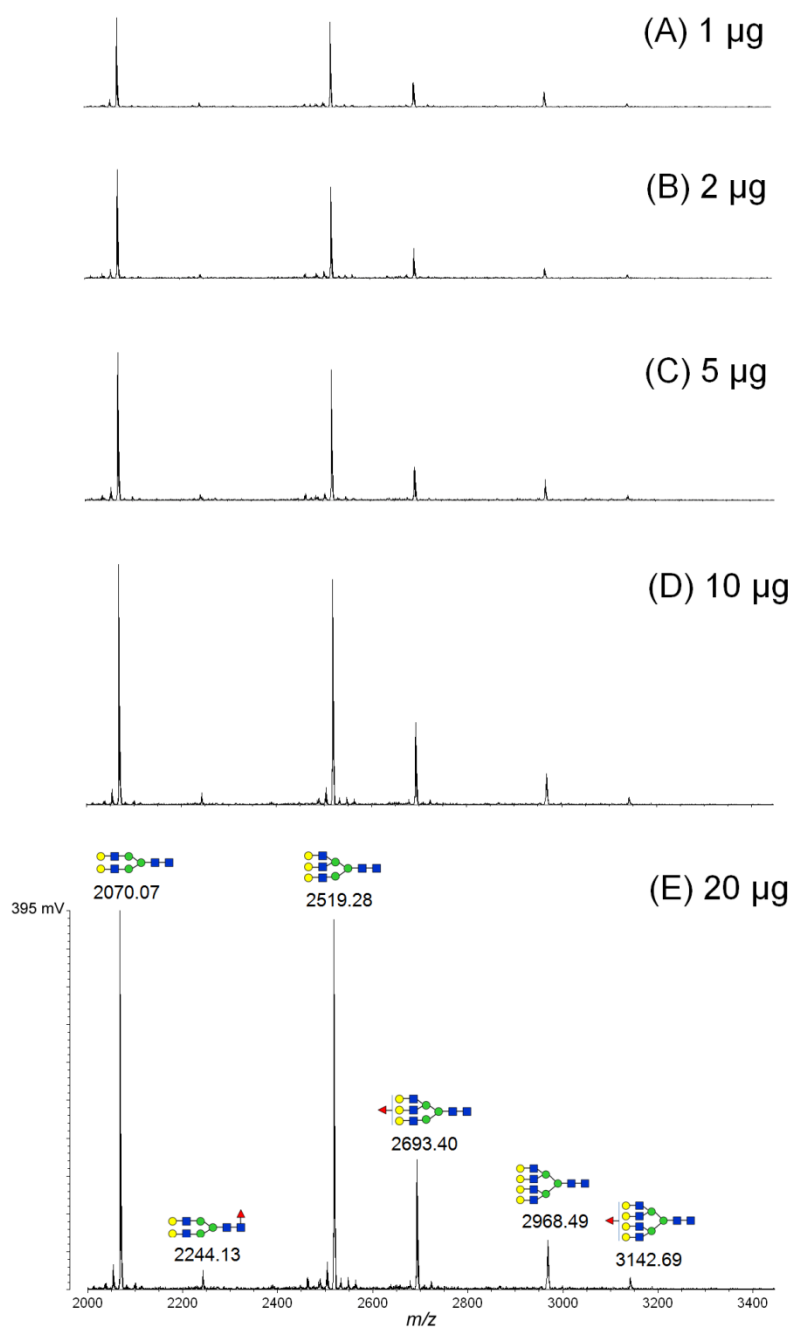 (A) 1 µg
(B) 2 µg
(C) 5 µg
(D) 10 µg
(E) 20 µg
2070.07
2519.28
395 mV
2693.40
2244.13
2968.49
3142.69
2000 2200 2400 2600 2800 3000 3200 3400
m/z